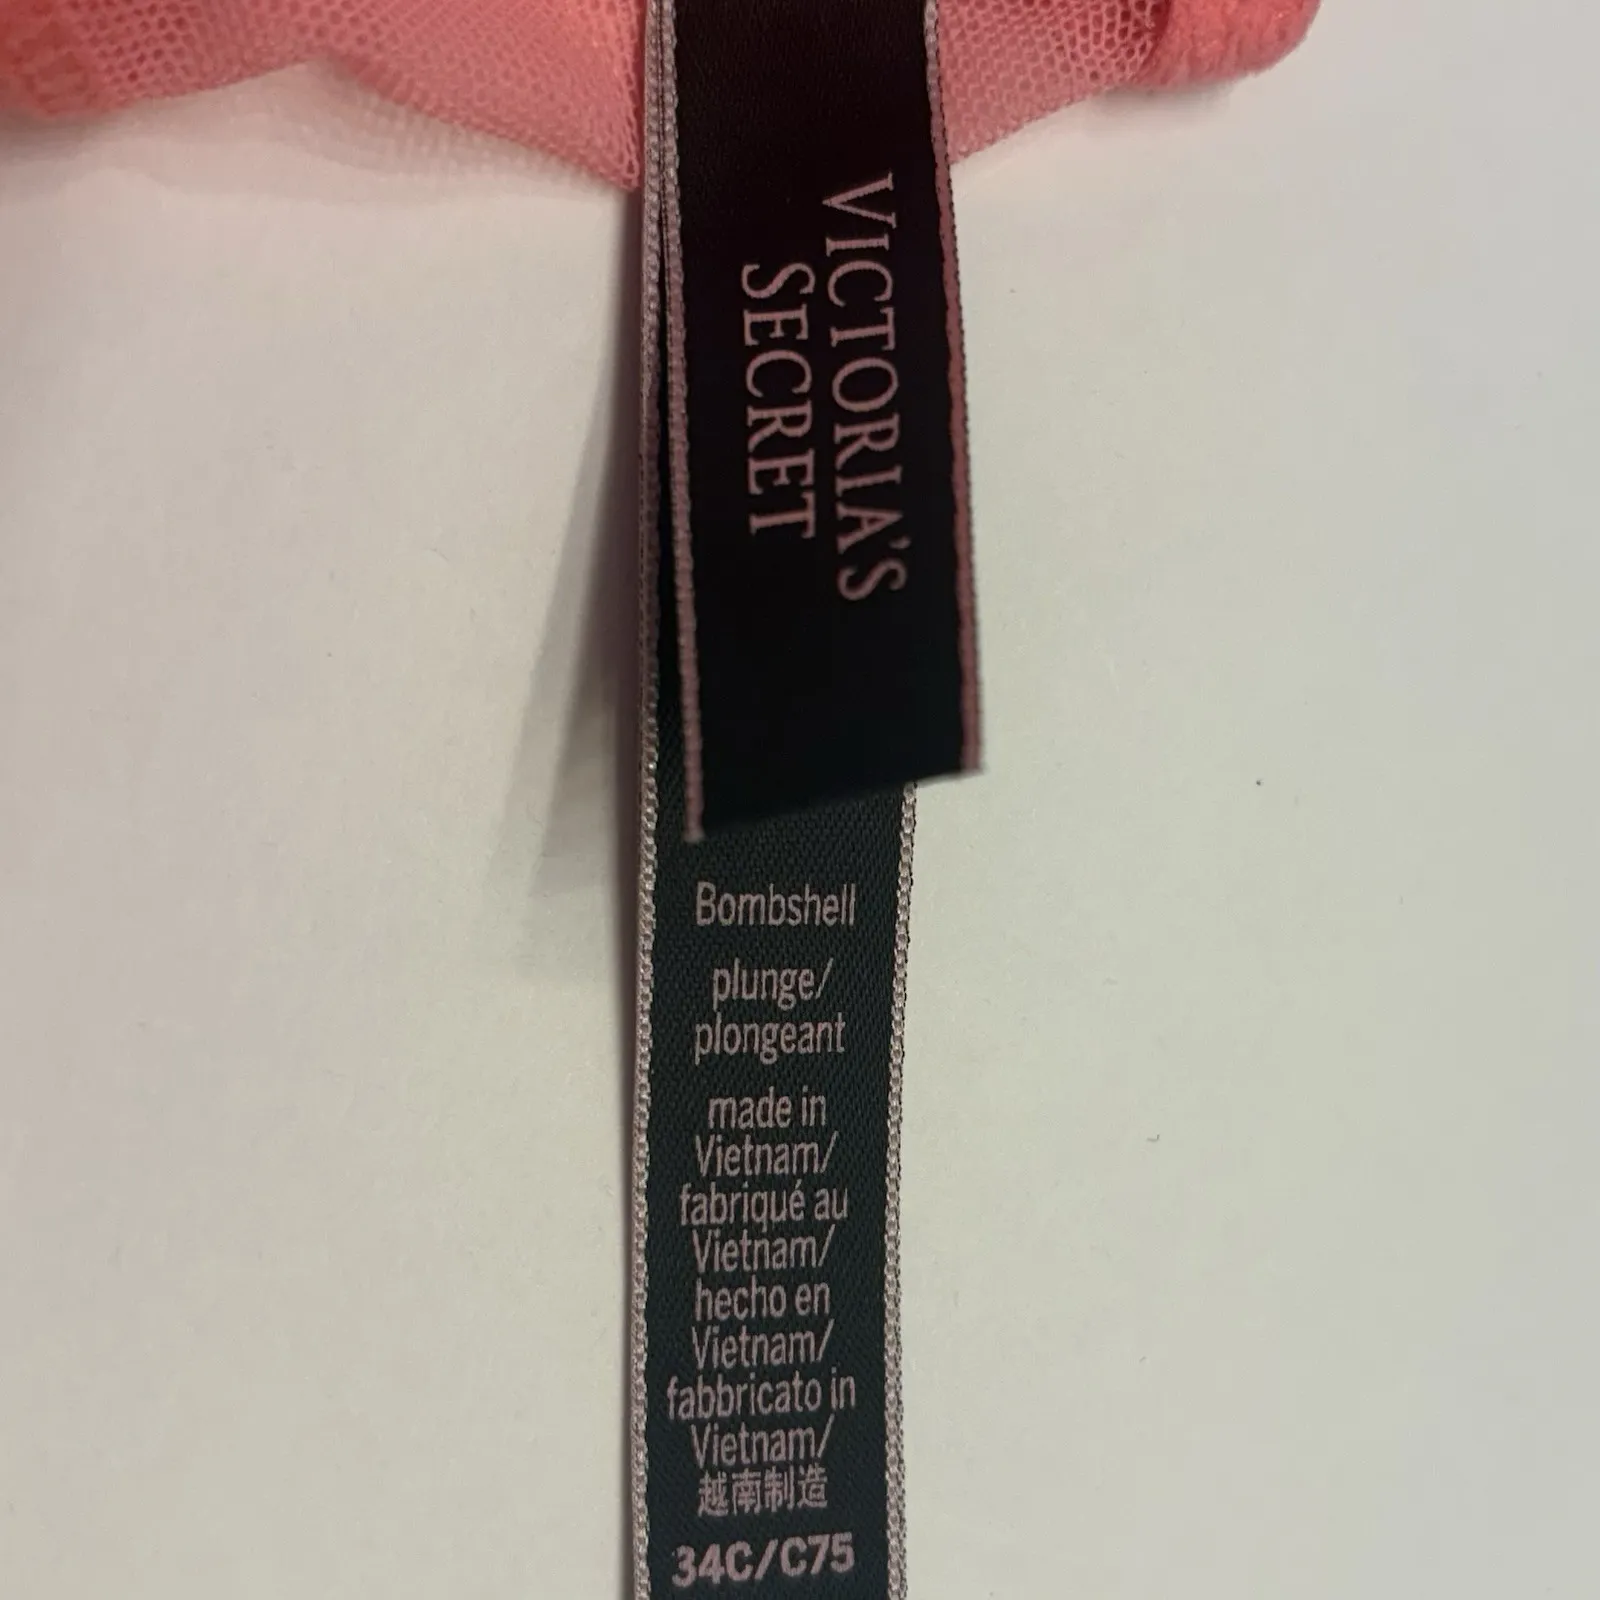 VICTORIA'S
SECRET
Bombshell
plunge/
plongeant
made in
Vietnam/
fabriqué au
Vietnam/
hecho en
Vietnam/
fabbricato in
Vietnam/
越南制造
34C/C75